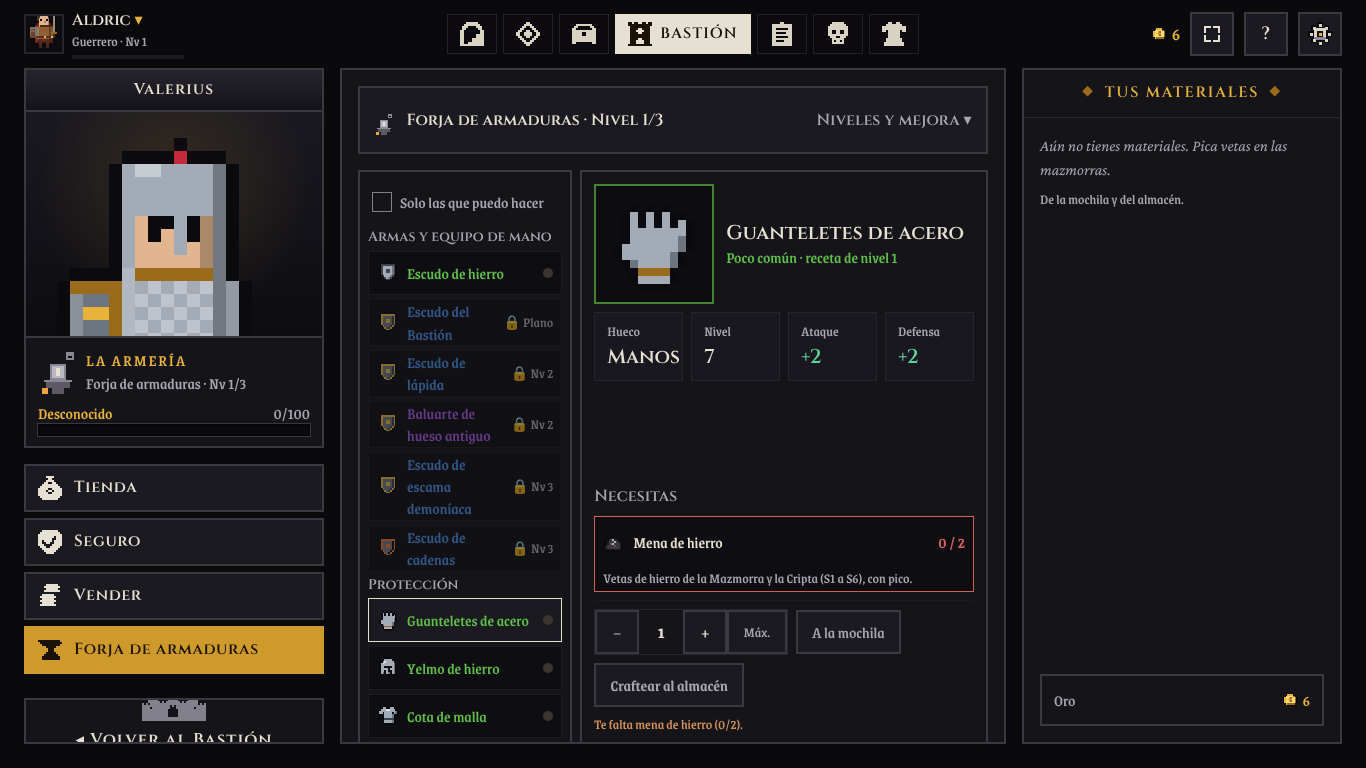 Aldric ▾
Guerrero · Nv 1
Bastión
6
?
Valerius
La Armería
Forja de armaduras · Nv 1/3
Desconocido 0/100
Tienda
Seguro
Vender
Forja de armaduras
◂ Volver al Bastión
Forja de armaduras · Nivel 1/3
Niveles y mejora ▾
Solo las que puedo hacer
Armas y equipo de mano
Escudo de hierro
Escudo del
Bastión
Plano
Escudo de
lápida
Nv 2
Baluarte de
hueso antiguo
Nv 2
Escudo de
escama
demoníaca
Nv 3
Escudo de
cadenas
Nv 3
Protección
Guanteletes de acero
Yelmo de hierro
Cota de malla
Guanteletes de acero
Poco común · receta de nivel 1
Hueco
Manos
Nivel
7
Ataque
+2
Defensa
+2
Necesitas
Mena de hierro 0 / 2
Vetas de hierro de la Mazmorra y la Cripta (S1 a S6), con pico.
− 1 + Máx. A la mochila
Craftear al almacén
Te falta mena de hierro (0/2).
◆ Tus materiales ◆
Aún no tienes materiales. Pica vetas en las
mazmorras.
De la mochila y del almacén.
Oro 6